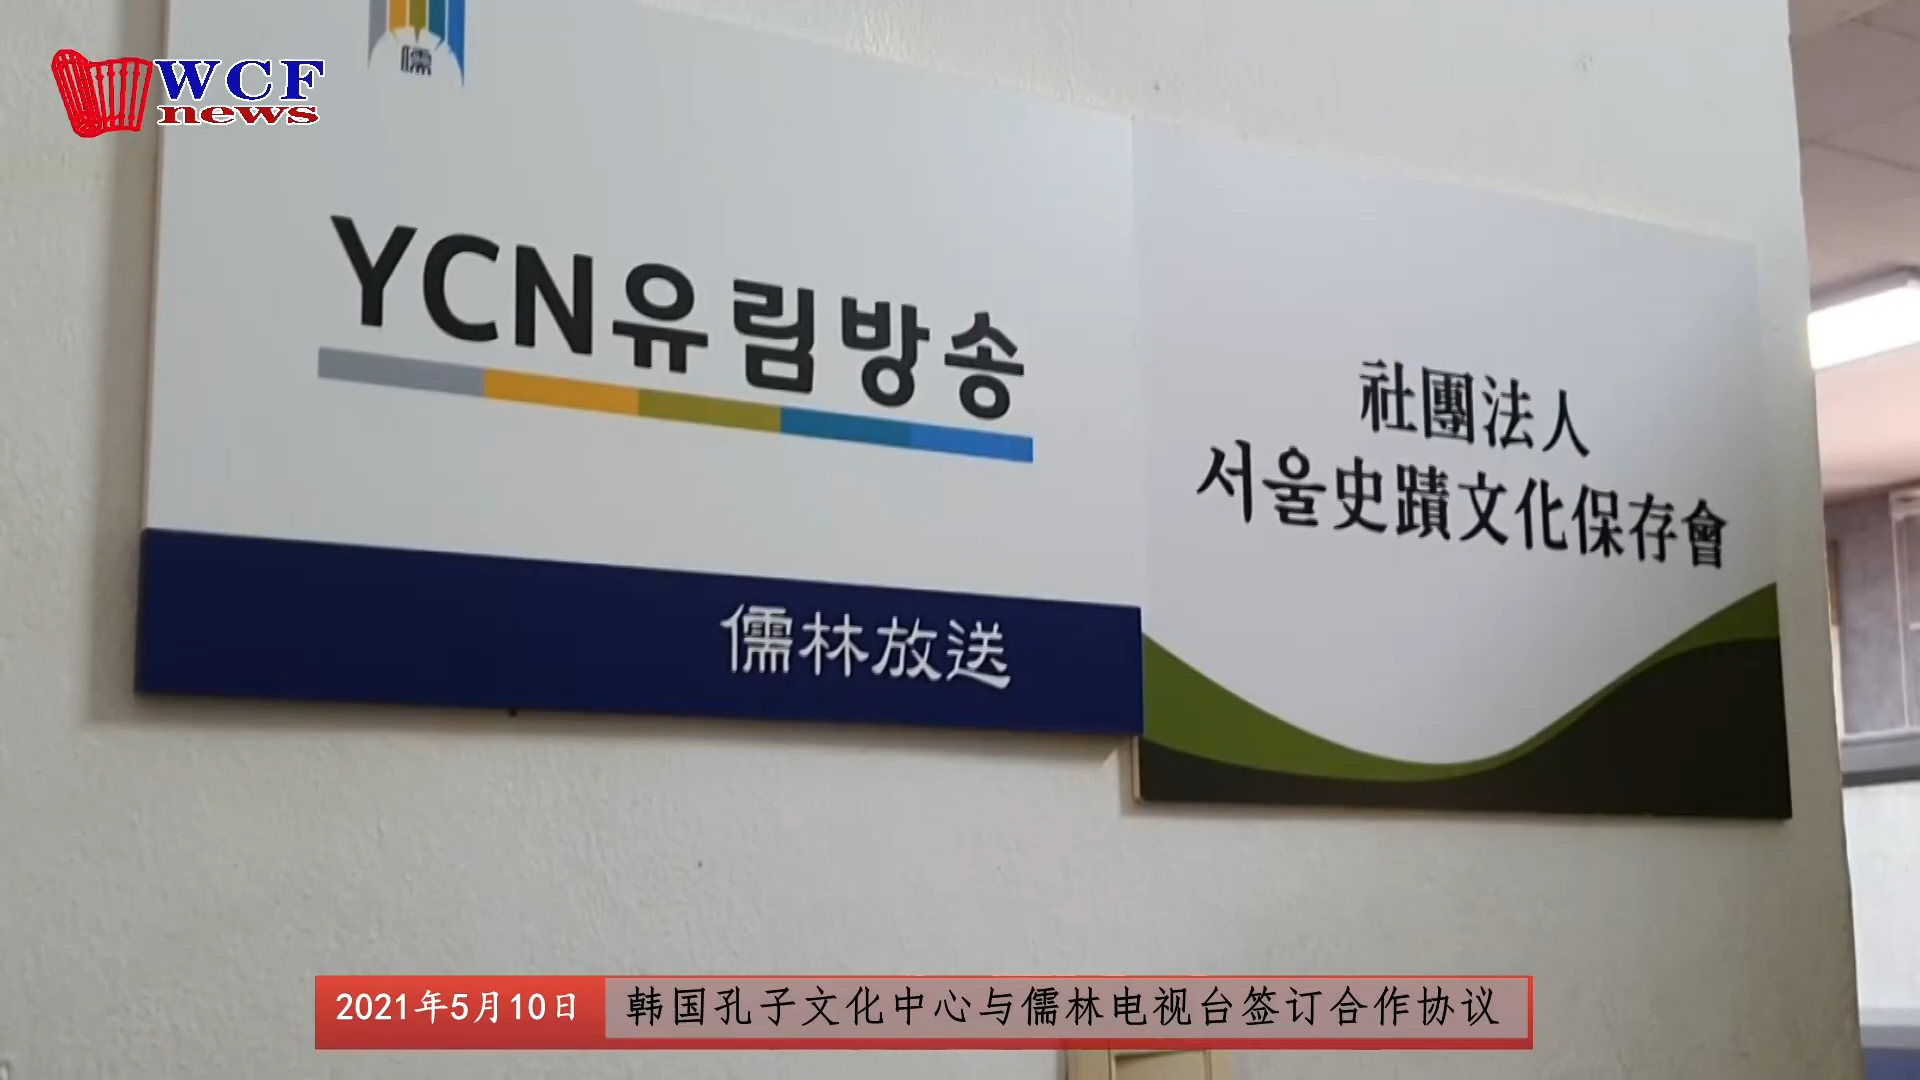 儒
WCF
news
YCN유림방송
儒林放送
社團法人
서울史蹟文化保存會
2021年5月10日
韩国孔子文化中心与儒林电视台签订合作协议